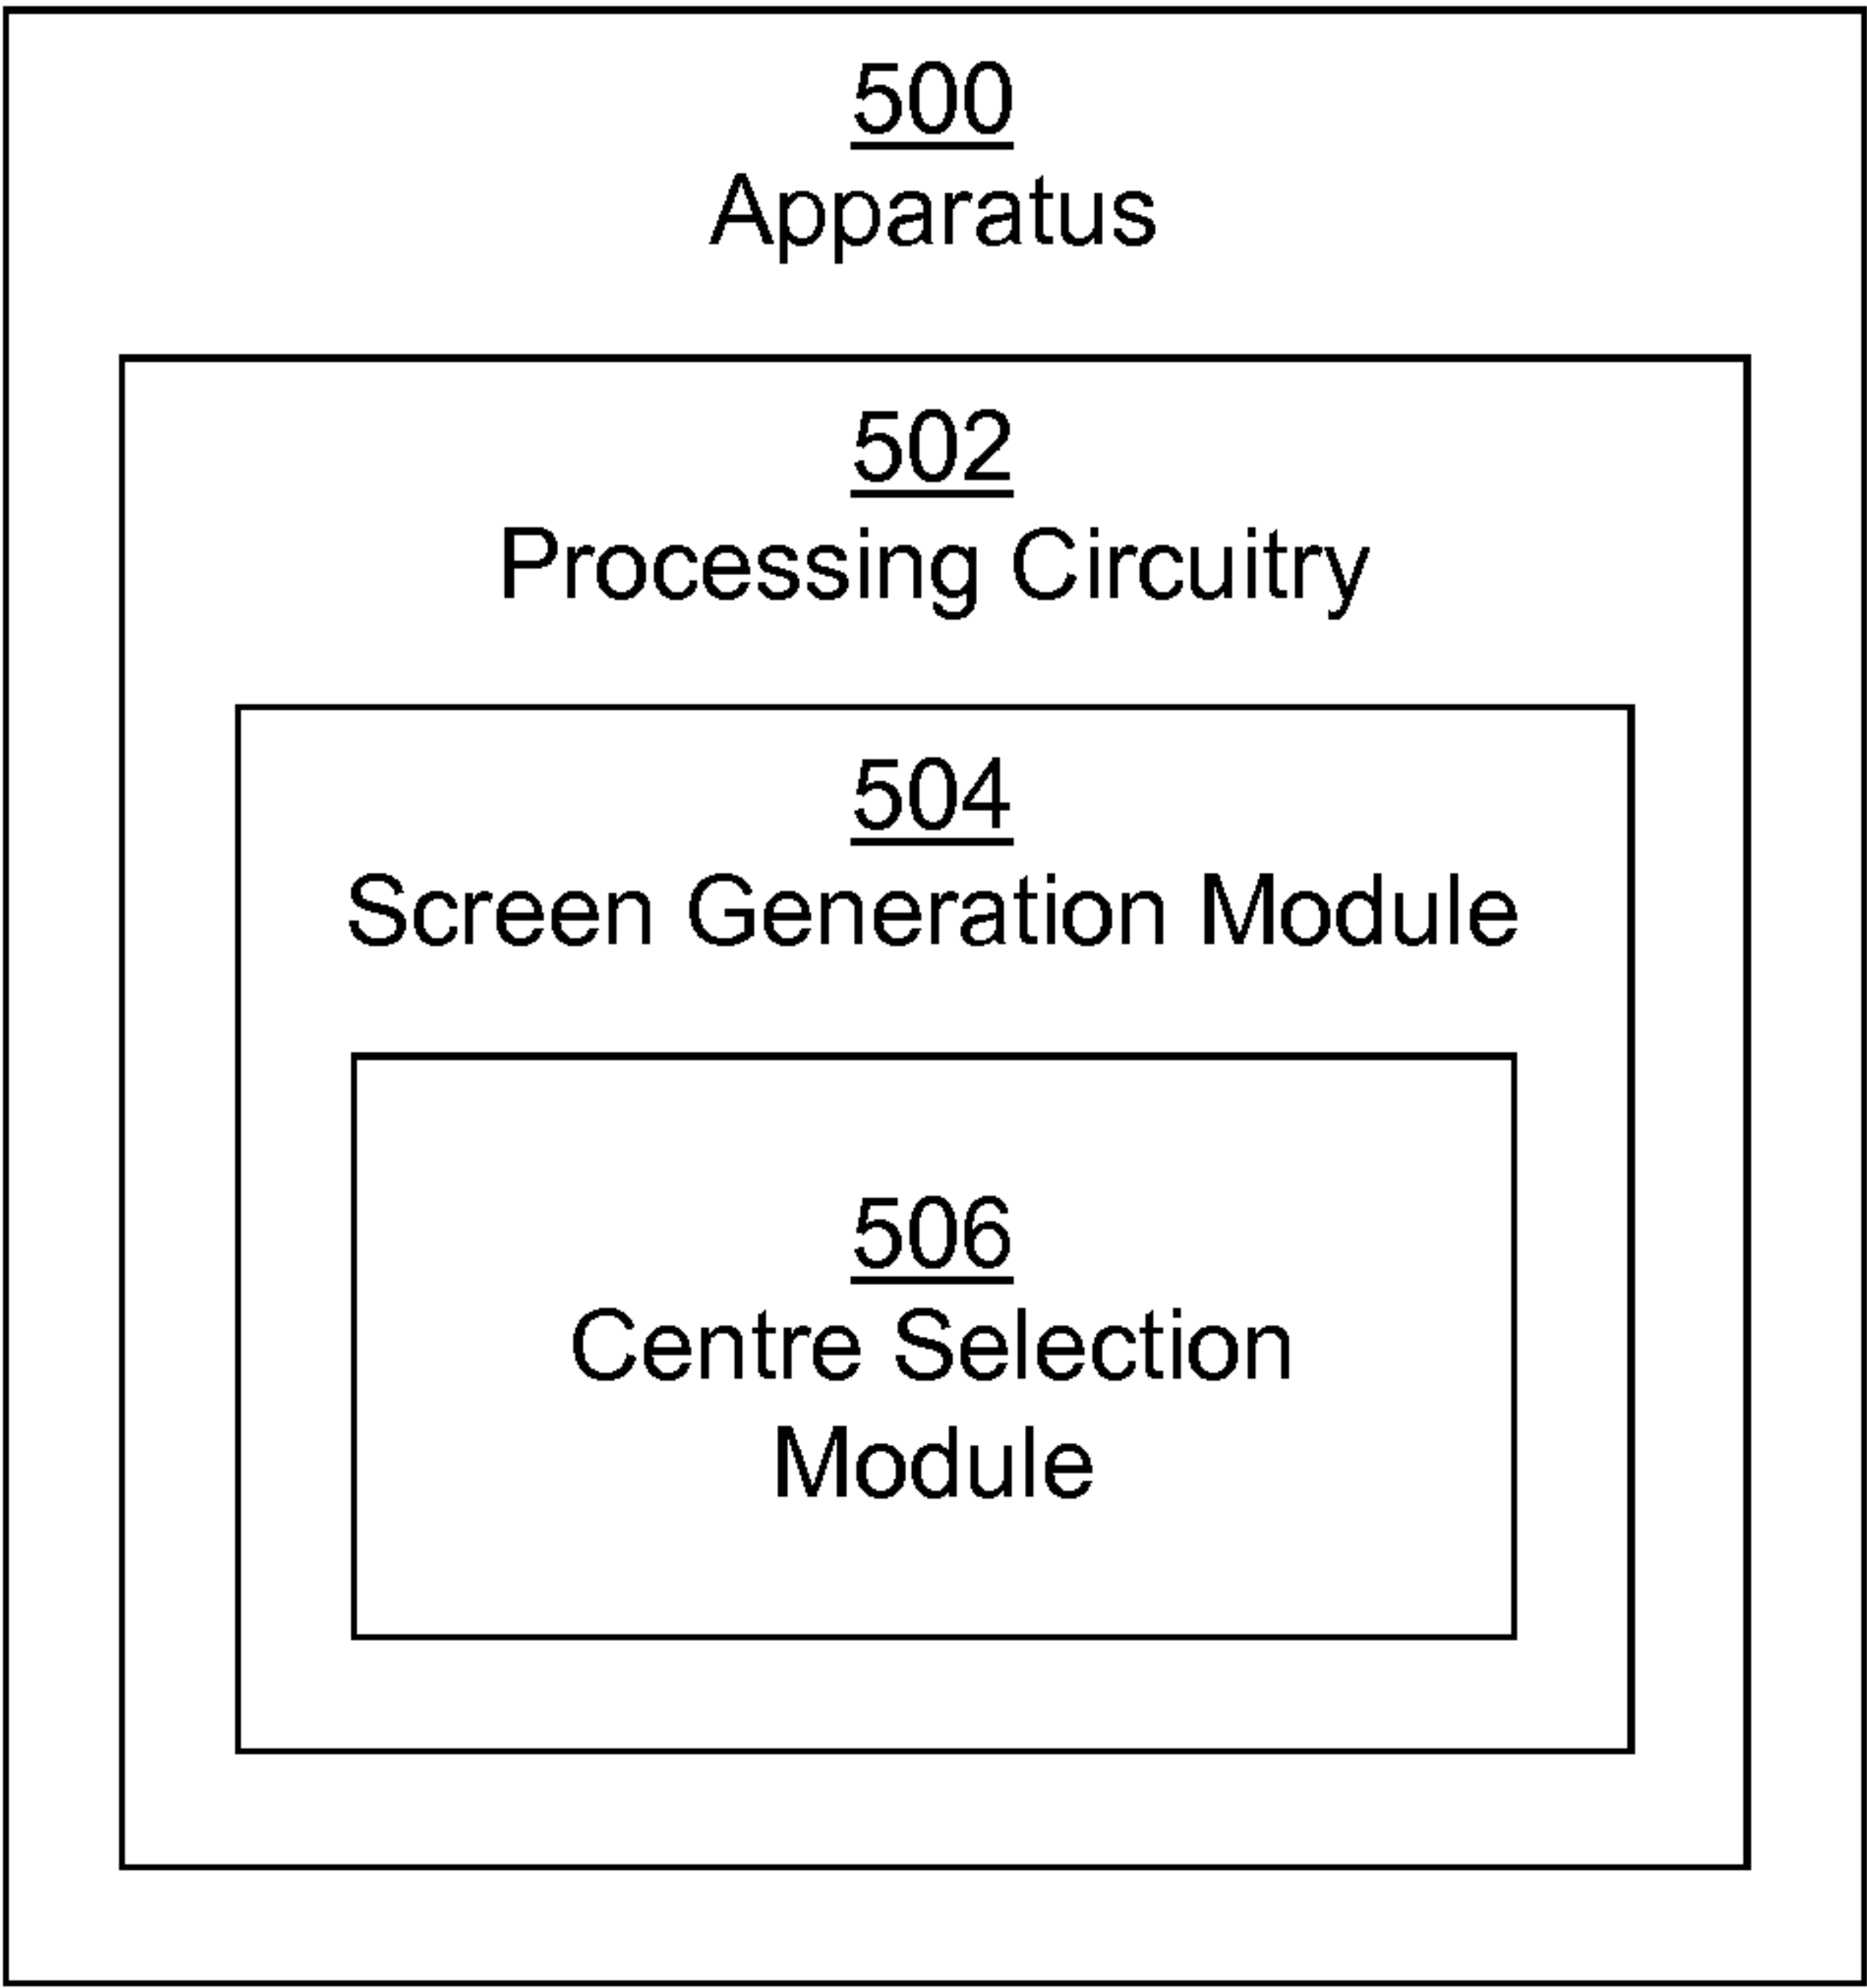 500
Apparatus
502
Processing Circuitry
504
Screen Generation Module
506
Centre Selection
Module